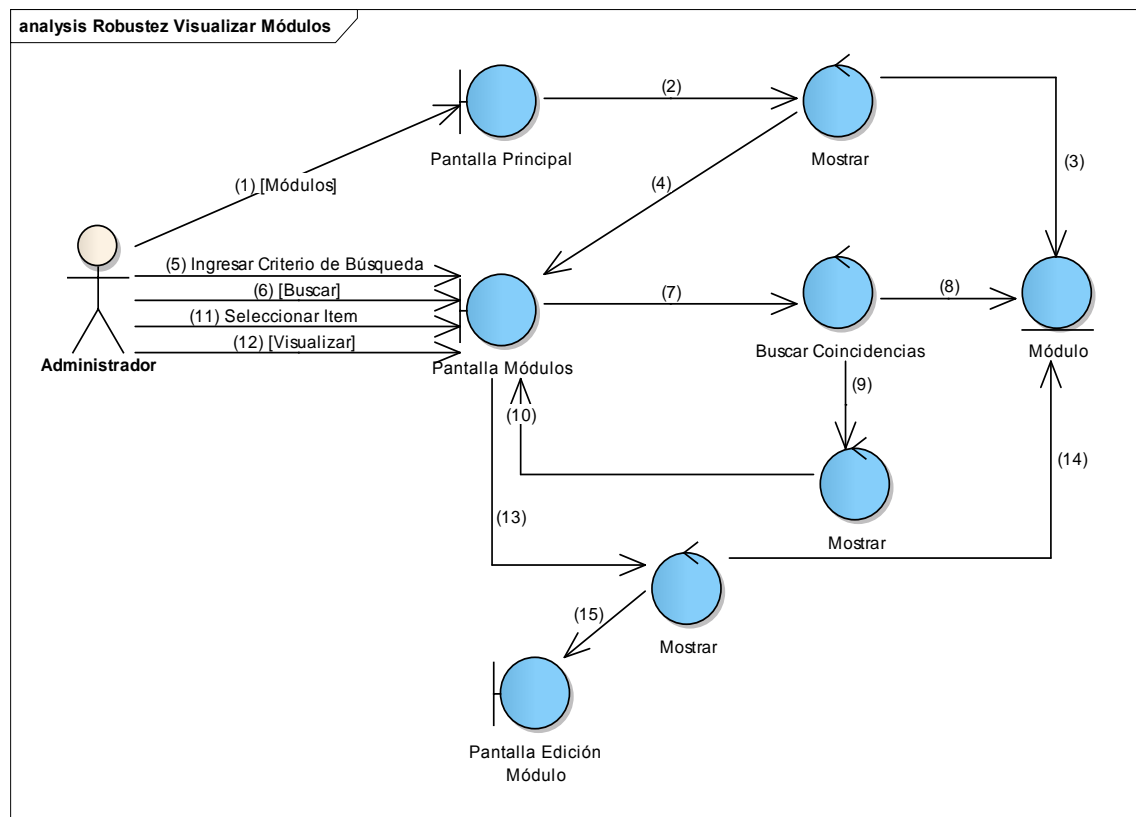 analysis Robustez Visualizar Módulos
(2)
Pantalla Principal
Mostrar
(3)
(4)
(1) [Módulos]
(5) Ingresar Criterio de Búsqueda
(6) [Buscar]
(11) Seleccionar Item
(12) [Visualizar]
Administrador
Pantalla Módulos
(7)
Buscar Coincidencias
(8)
Módulo
(9)
(10)
Mostrar
(14)
(13)
Mostrar
(15)
Pantalla Edición
Módulo